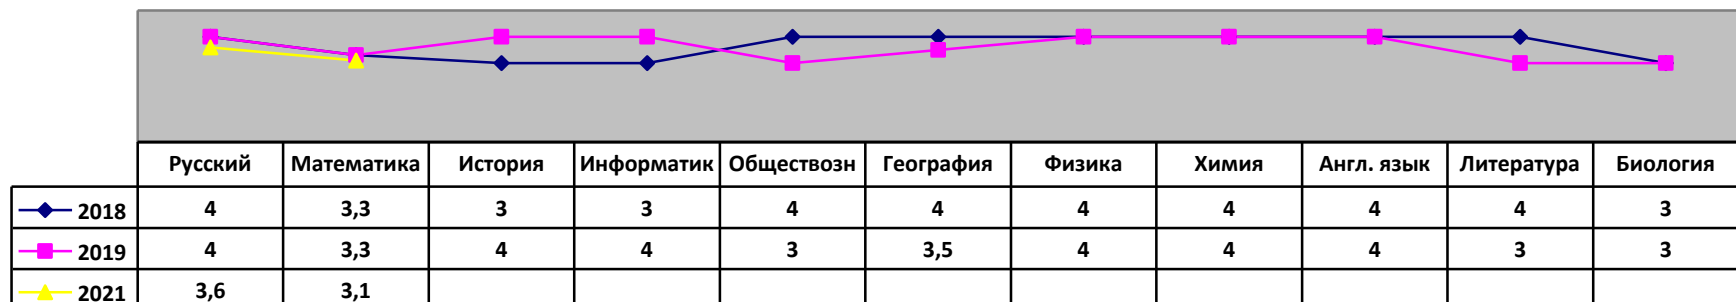 Русский Математика История Информатик Обществозн География Физика Химия Англ. язык Литература Биология
2018 4 3,3 3 3 4 4 4 4 4 4 3
2019 4 3,3 4 4 3 3,5 4 4 4 3 3
2021 3,6 3,1